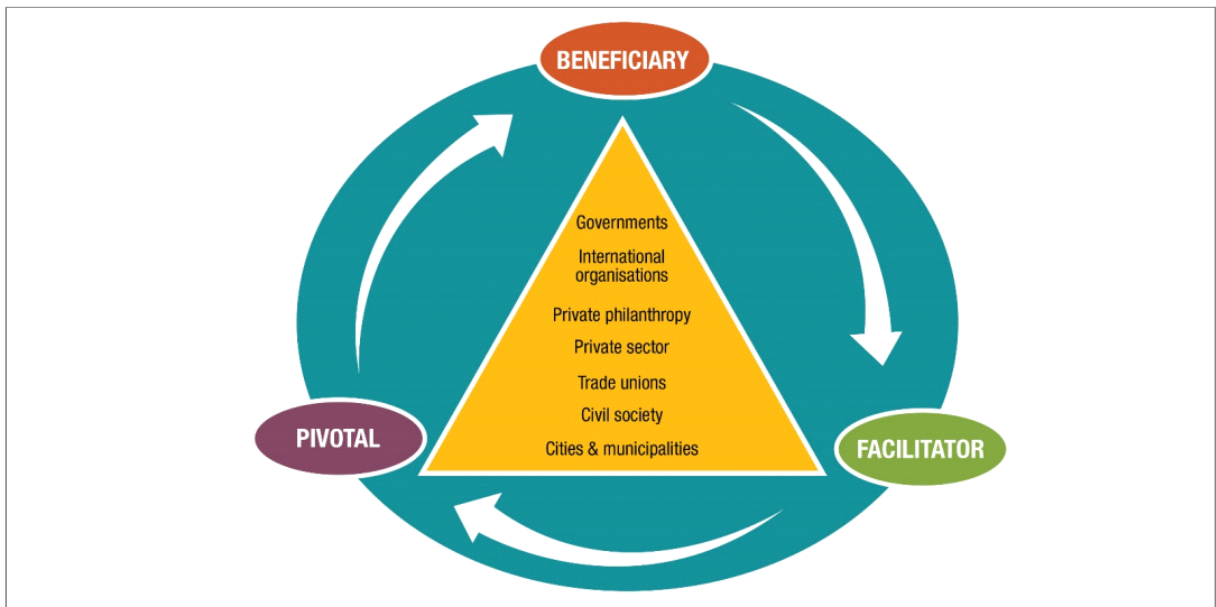 BENEFICIARY
Governments
International
organisations
Private philanthropy
Private sector
Trade unions
Civil society
Cities & municipalities
PIVOTAL
FACILITATOR